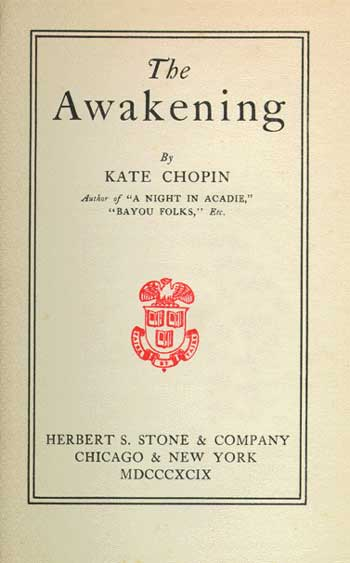 The
Awakening
By
KATE CHOPIN
Author of "A NIGHT IN ACADIE,"
"BAYOU FOLKS," Etc.
HERBERT S. STONE & COMPANY
CHICAGO & NEW YORK
MDCCCXCIX